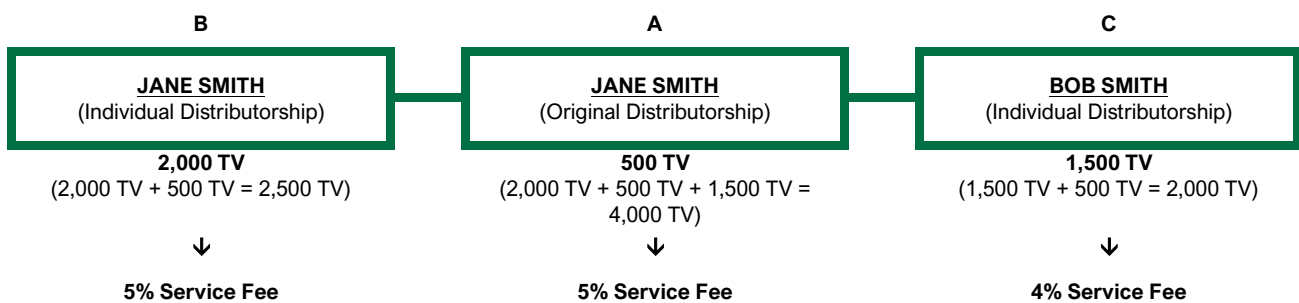 B
JANE SMITH
(Individual Distributorship)
2,000 TV
(2,000 TV + 500 TV = 2,500 TV)
5% Service Fee
A
JANE SMITH
(Original Distributorship)
500 TV
(2,000 TV + 500 TV + 1,500 TV =
4,000 TV)
5% Service Fee
C
BOB SMITH
(Individual Distributorship)
1,500 TV
(1,500 TV + 500 TV = 2,000 TV)
4% Service Fee